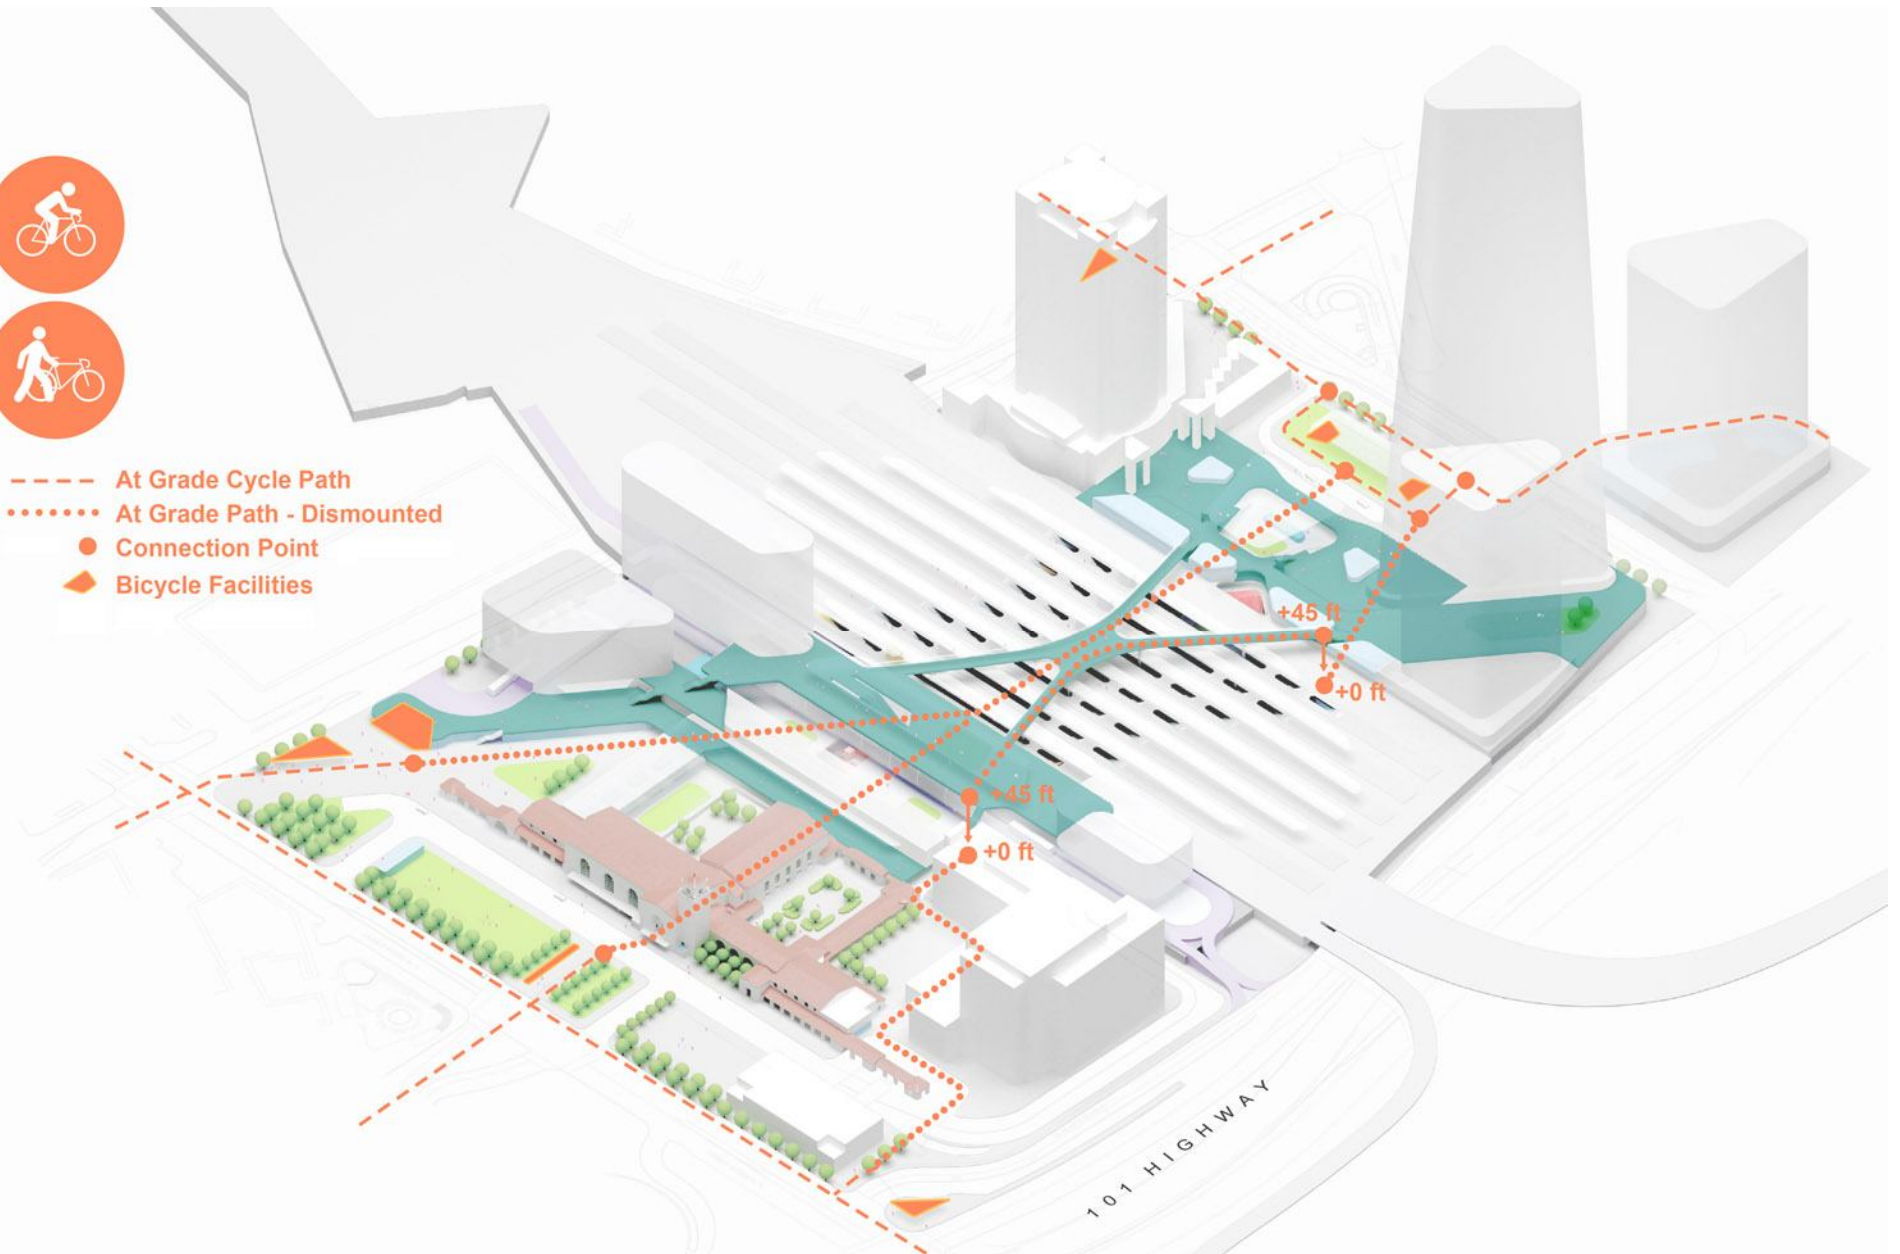 At Grade Cycle Path
At Grade Path - Dismounted
Connection Point
Bicycle Facilities
+45 ft
+0 ft
+45 ft
+0 ft
101 HIGHWAY